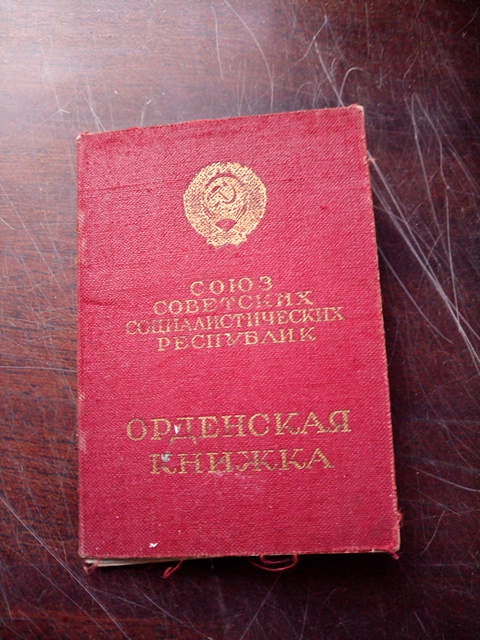 СОЮЗ
СОВЕТСКИХ
СОЦИАЛИСТИЧЕСКИХ
РЕСПУБЛИК
ОРДЕНСКАЯ
КНИЖКА